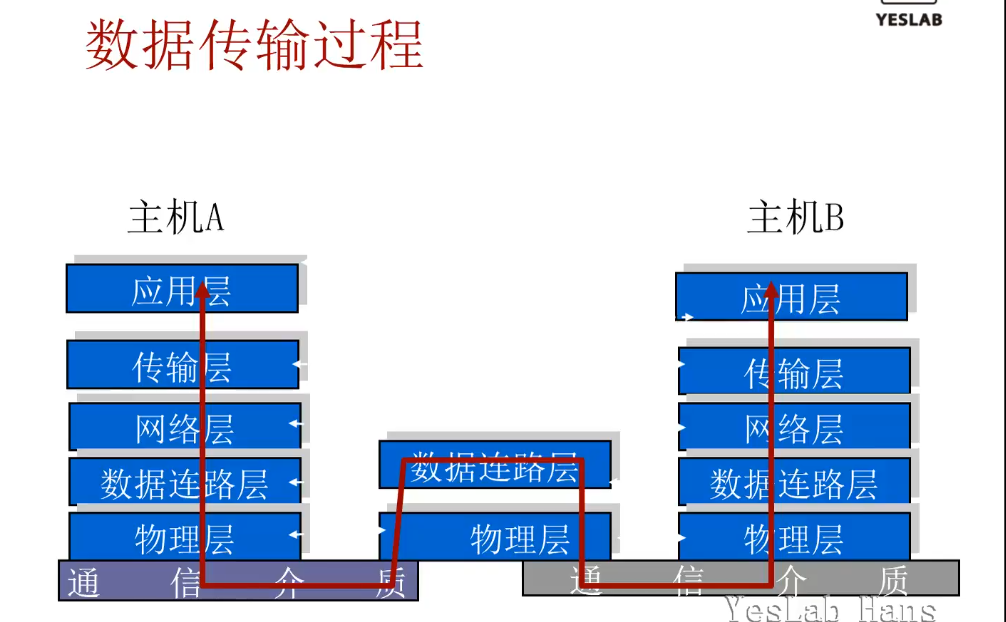 YESLAB
数据传输过程
主机A
主机B
应用层
应用层
传输层
传输层
网络层
网络层
数据连路层
数据连路层
数据连路层
物理层
物理层
物理层
通 信 介 质
通 信 介 质
YesLab Hans